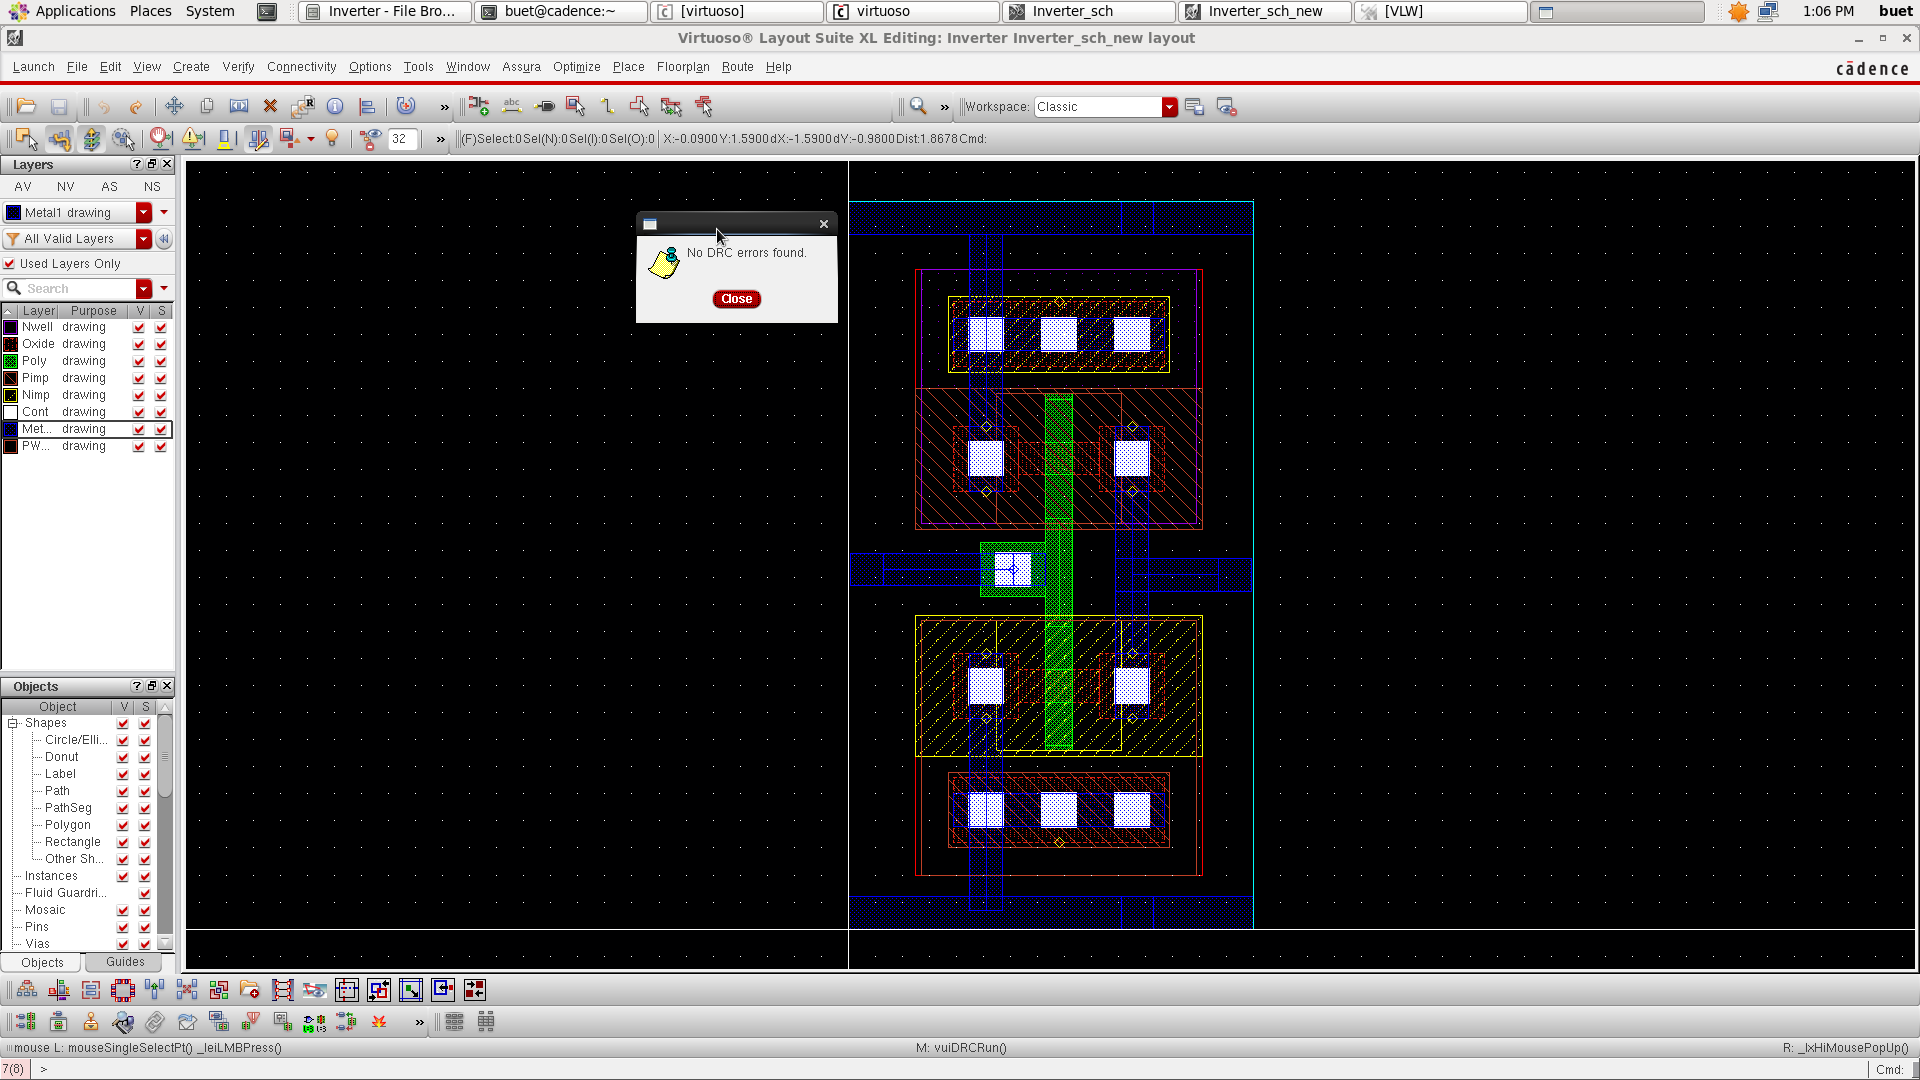 Applications Places System Inverter - File Bro... buet@cadence:~ [virtuoso] virtuoso Inverter_sch Inverter_sch_new [VLW] 1:06 PM buet
Virtuoso® Layout Suite XL Editing: Inverter Inverter_sch_new layout
Launch File Edit View Create Verify Connectivity Options Tools Window Assura Optimize Place Floorplan Route Help cādence
» abc » Workspace: Classic
32 » (F)Select:0 Sel(N):0 Sel(I):0 Sel(O):0 X:-0.0900 Y:1.5900 dX:-1.5900 dY:-0.9800 Dist:1.8678 Cmd:
Layers
AV NV AS NS
Metal1 drawing
All Valid Layers
Used Layers Only
Search
Layer Purpose V S
Nwell drawing
Oxide drawing
Poly drawing
Pimp drawing
Nimp drawing
Cont drawing
Met... drawing
PW... drawing
No DRC errors found.
Close
Objects
Object V S
Shapes
Circle/Elli...
Donut
Label
Path
PathSeg
Polygon
Rectangle
Other Sh...
Instances
Fluid Guardri...
Mosaic
Pins
Vias
Objects Guides
»
mouse L: mouseSingleSelectPt() _leiLMBPress() M: vuiDRCRun() R: _lxHiMousePopUp()
7(8) > Cmd: